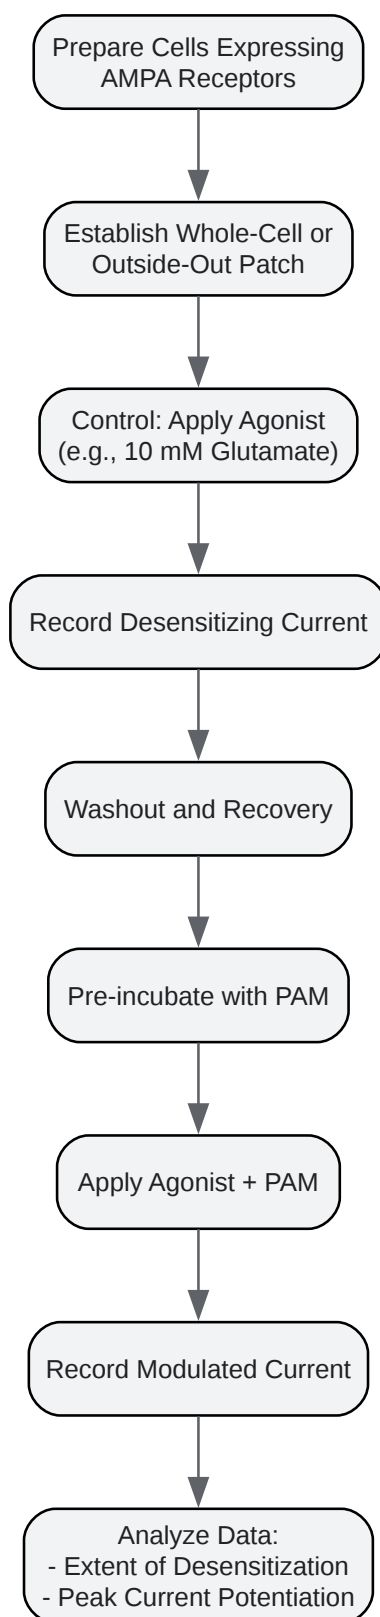 Prepare Cells Expressing
AMPA Receptors
Establish Whole-Cell or
Outside-Out Patch
Control: Apply Agonist
(e.g., 10 mM Glutamate)
Record Desensitizing Current
Washout and Recovery
Pre-incubate with PAM
Apply Agonist + PAM
Record Modulated Current
Analyze Data:
- Extent of Desensitization
- Peak Current Potentiation